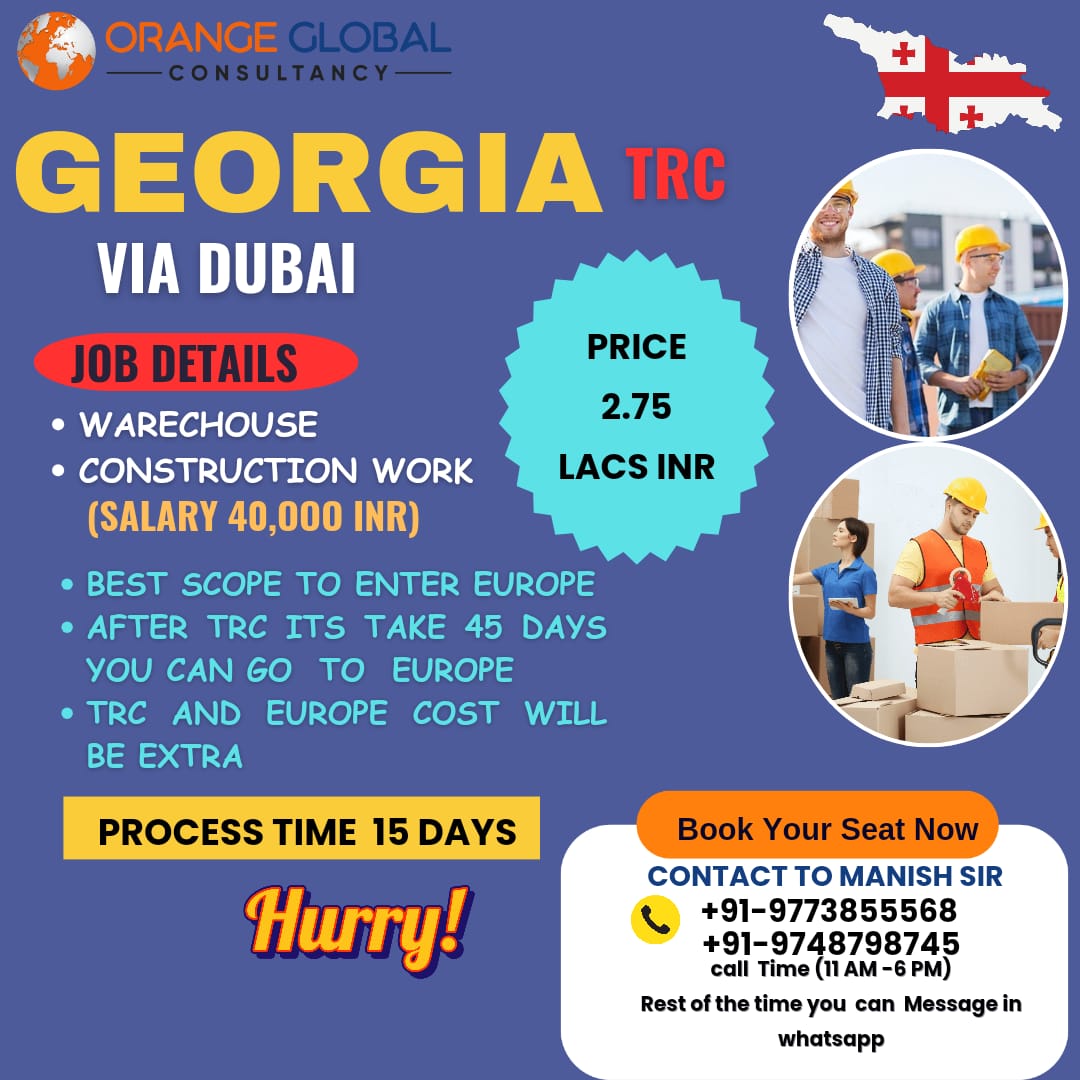 ORANGE GLOBAL
CONSULTANCY
GEORGIA TRC
VIA DUBAI
JOB DETAILS
• WARECHOUSE
• CONSTRUCTION WORK
(SALARY 40,000 INR)
PRICE
2.75
LACS INR
• BEST SCOPE TO ENTER EUROPE
• AFTER TRC ITS TAKE 45 DAYS
YOU CAN GO TO EUROPE
• TRC AND EUROPE COST WILL
BE EXTRA
PROCESS TIME 15 DAYS
Hurry!
Book Your Seat Now
CONTACT TO MANISH SIR
+91-9773855568
+91-9748798745
call Time (11 AM -6 PM)
Rest of the time you can Message in
whatsapp